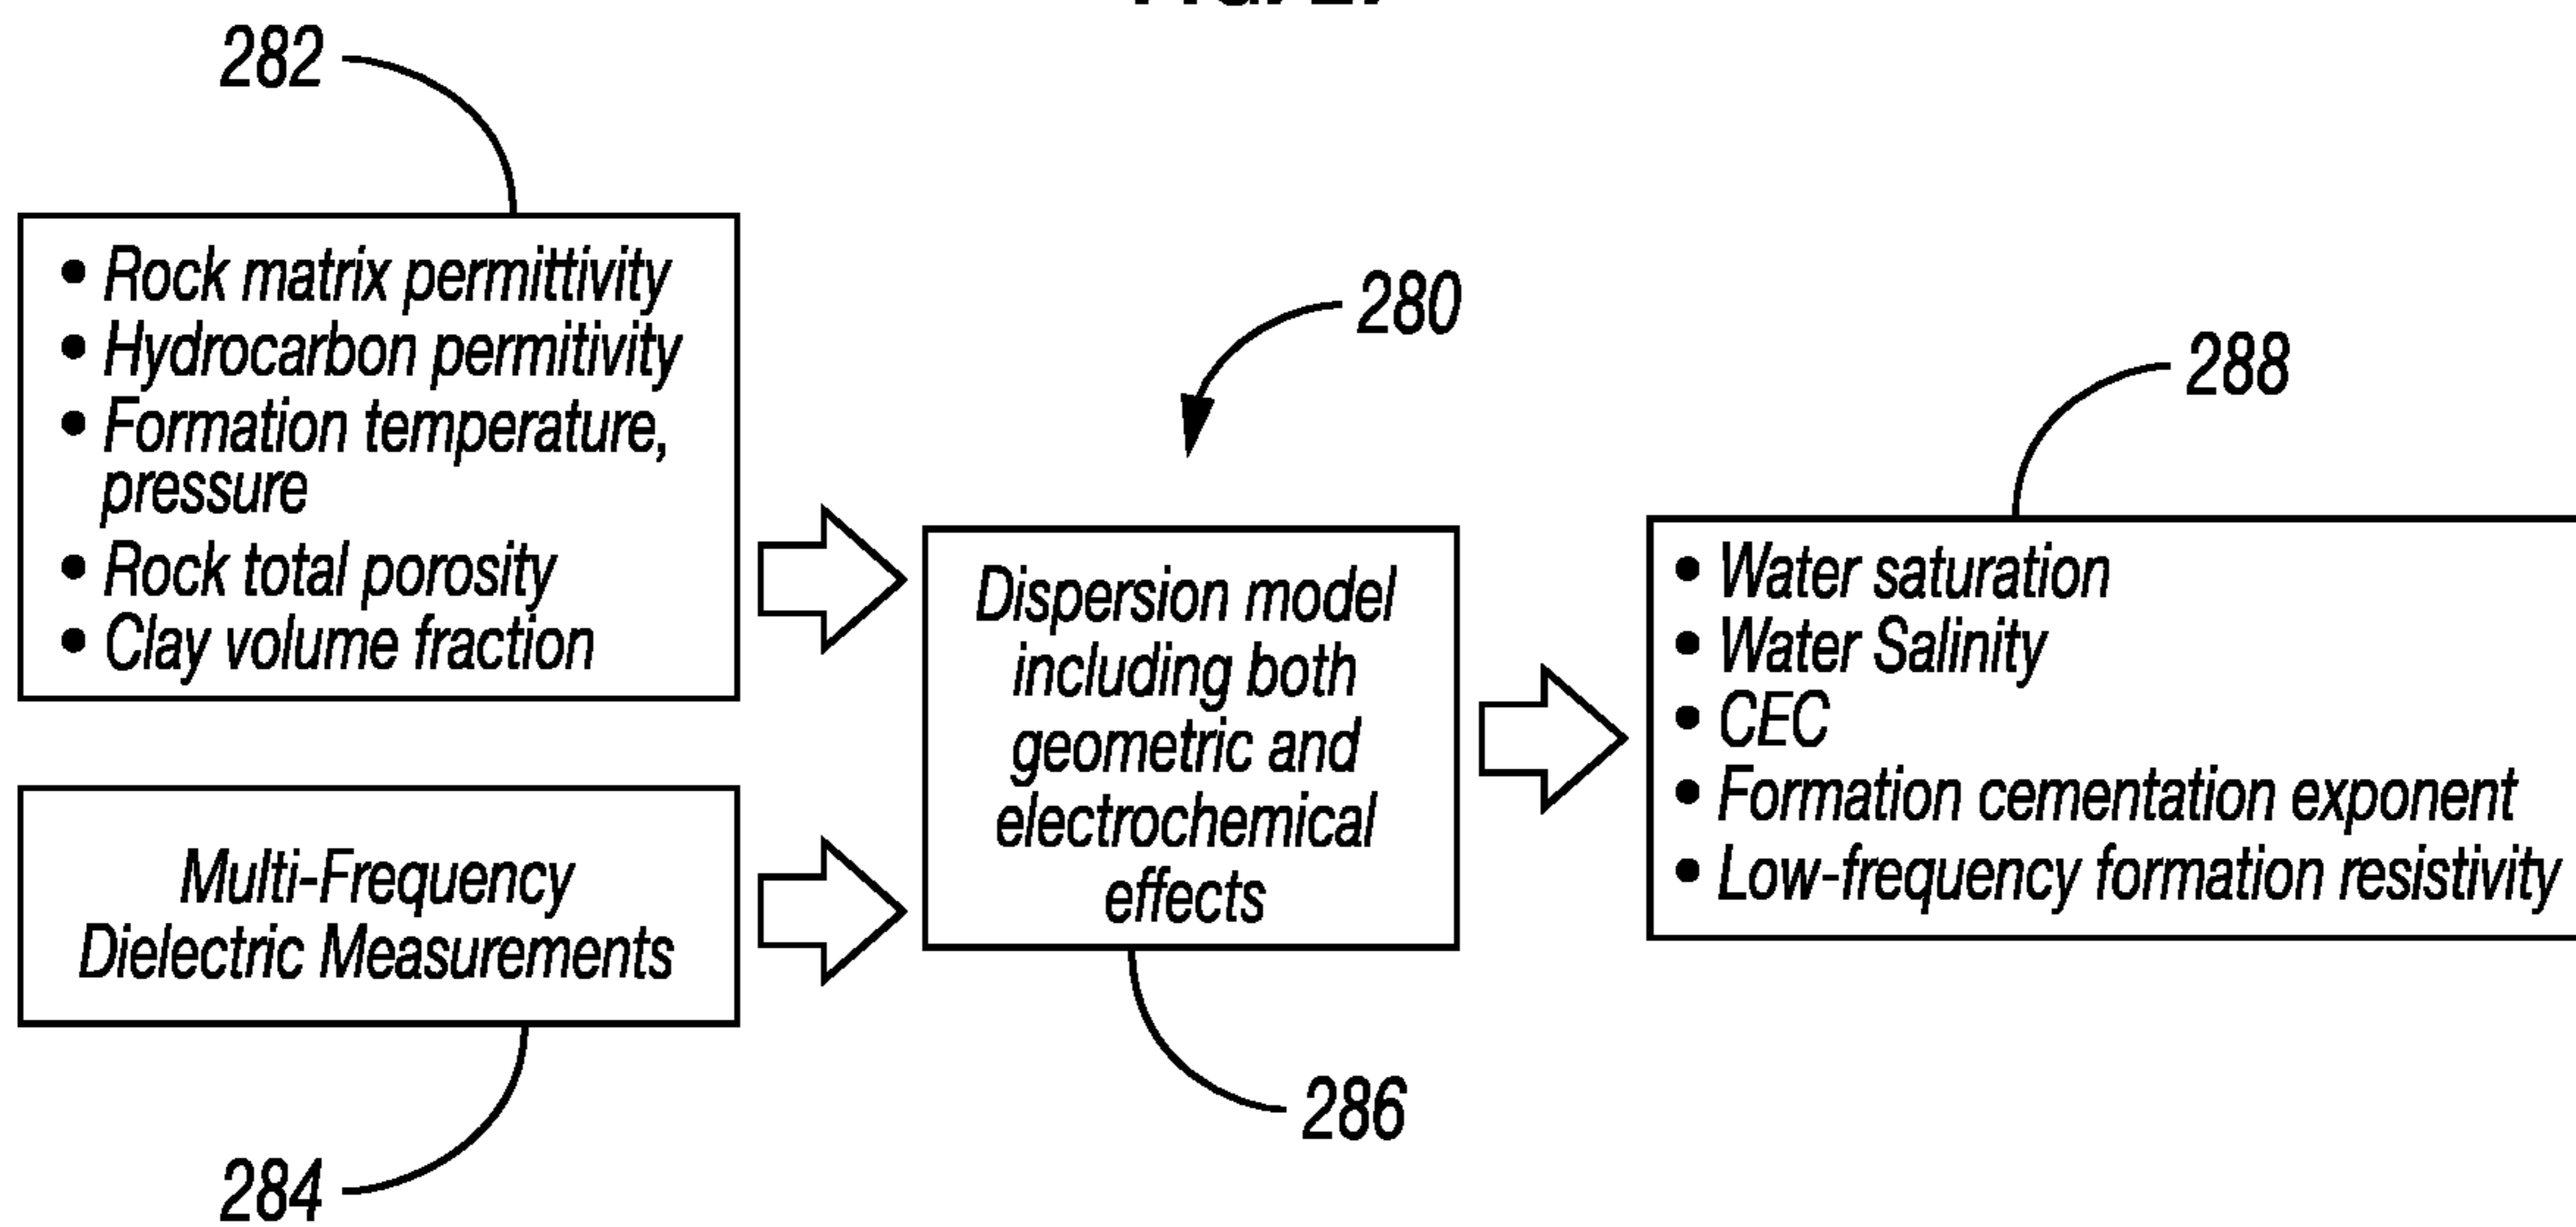 282
• Rock matrix permittivity
• Hydrocarbon permitivity
• Formation temperature,
pressure
• Rock total porosity
• Clay volume fraction
Multi-Frequency
Dielectric Measurements
284
280
Dispersion model
including both
geometric and
electrochemical
effects
286
288
• Water saturation
• Water Salinity
• CEC
• Formation cementation exponent
• Low-frequency formation resistivity